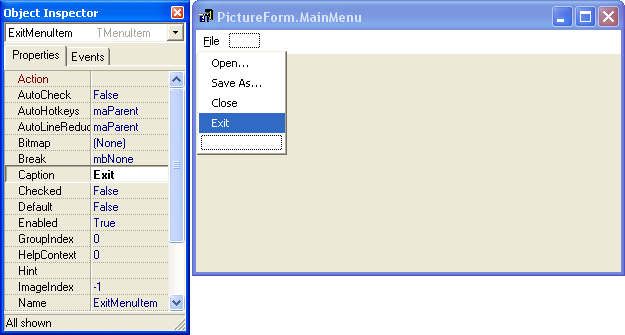 Object Inspector
ExitMenuItem TMenuItem
Properties Events
Action
AutoCheck False
AutoHotkeys maParent
AutoLineReduc maParent
Bitmap (None)
Break mbNone
Caption Exit
Checked False
Default False
Enabled True
GroupIndex 0
HelpContext 0
Hint
ImageIndex -1
Name ExitMenuItem
All shown
PictureForm.MainMenu
File
Open...
Save As...
Close
Exit